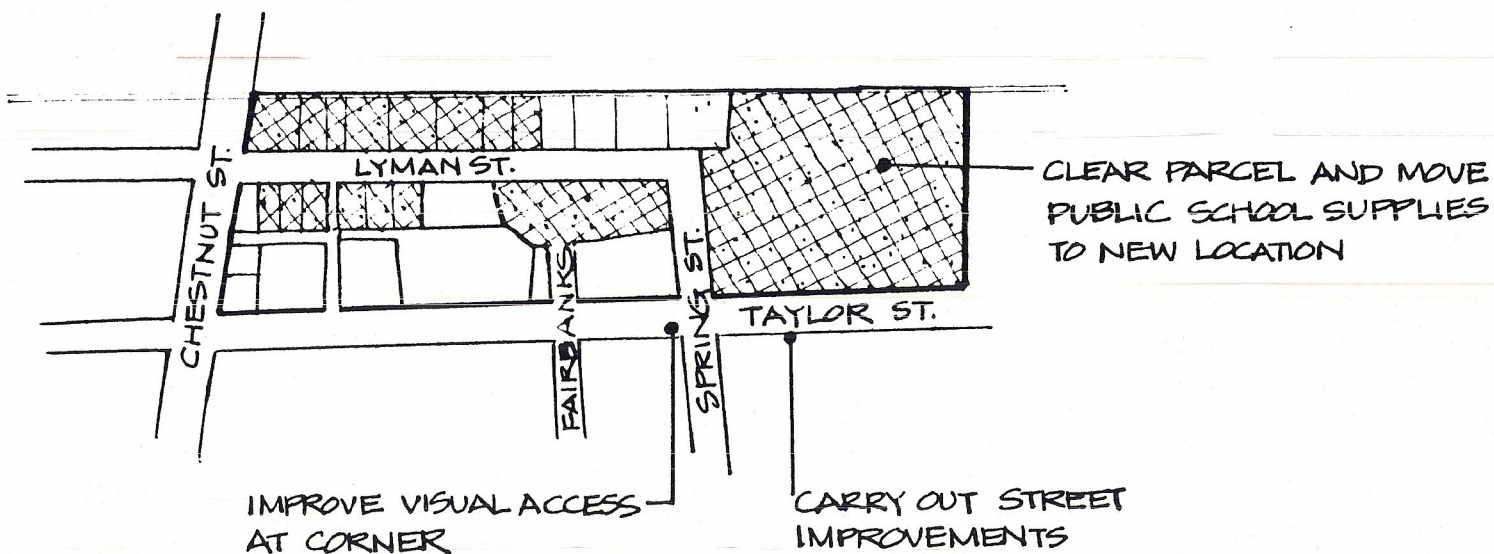 LYMAN ST.
CHESTNUT ST.
CLEAR PARCEL AND MOVE
PUBLIC SCHOOL SUPPLIES
TO NEW LOCATION
FAIRBANKS
SPRING ST.
TAYLOR ST.
IMPROVE VISUAL ACCESS
AT CORNER
CARRY OUT STREET
IMPROVEMENTS